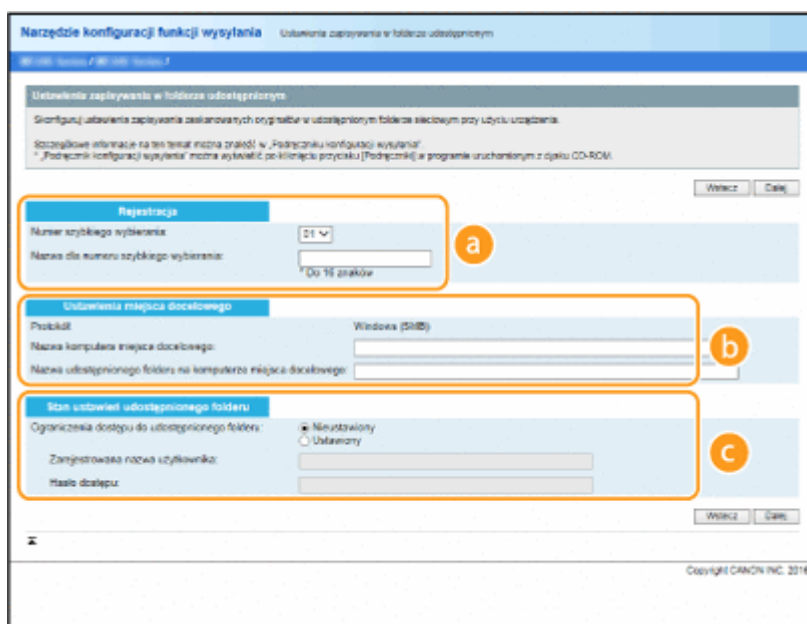 Narzędzie konfiguracji funkcji wysyłania Ustawienia zapisywania w folderze udostępnionym
Ustawienia zapisywania w folderze udostępnionym
Skonfiguruj ustawienia zapisywania zeskanowanych oryginałów w udostępnionym folderze sieciowym przy użyciu urządzenia.
Szczegółowe informacje na ten temat można znaleźć w „Podręczniku konfiguracji wysyłania".
* „Podręcznik konfiguracji wysyłania" można wyświetlić po kliknięciu przycisku [Podręczniki] w programie uruchomionym z dysku CD-ROM.
Wstecz Dalej
Rejestracja
Numer szybkiego wybierania: 01
a
Nazwa dla numeru szybkiego wybierania:
*Do 16 znaków
Ustawienia miejsca docelowego
Protokół: Windows (SMB)
Nazwa komputera miejsca docelowego:
b
Nazwa udostępnionego folderu na komputerze miejsca docelowego:
Stan ustawień udostępnionego folderu
Ograniczenia dostępu do udostępnionego folderu: Nieustawiony
Ustawiony
c
Zarejestrowana nazwa użytkownika:
Hasło dostępu:
Wstecz Dalej
Copyright CANON INC. 2016